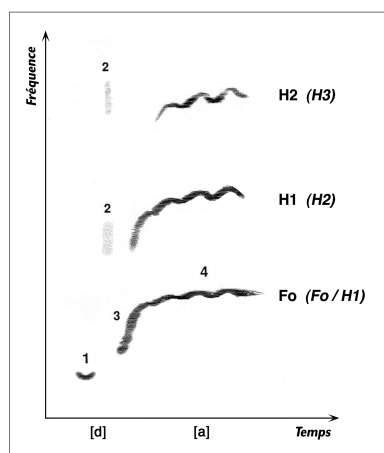 Fréquence
2
H2 (H3)
2
H1 (H2)
4
Fo (Fo / H1)
3
1
[d] [a] Temps